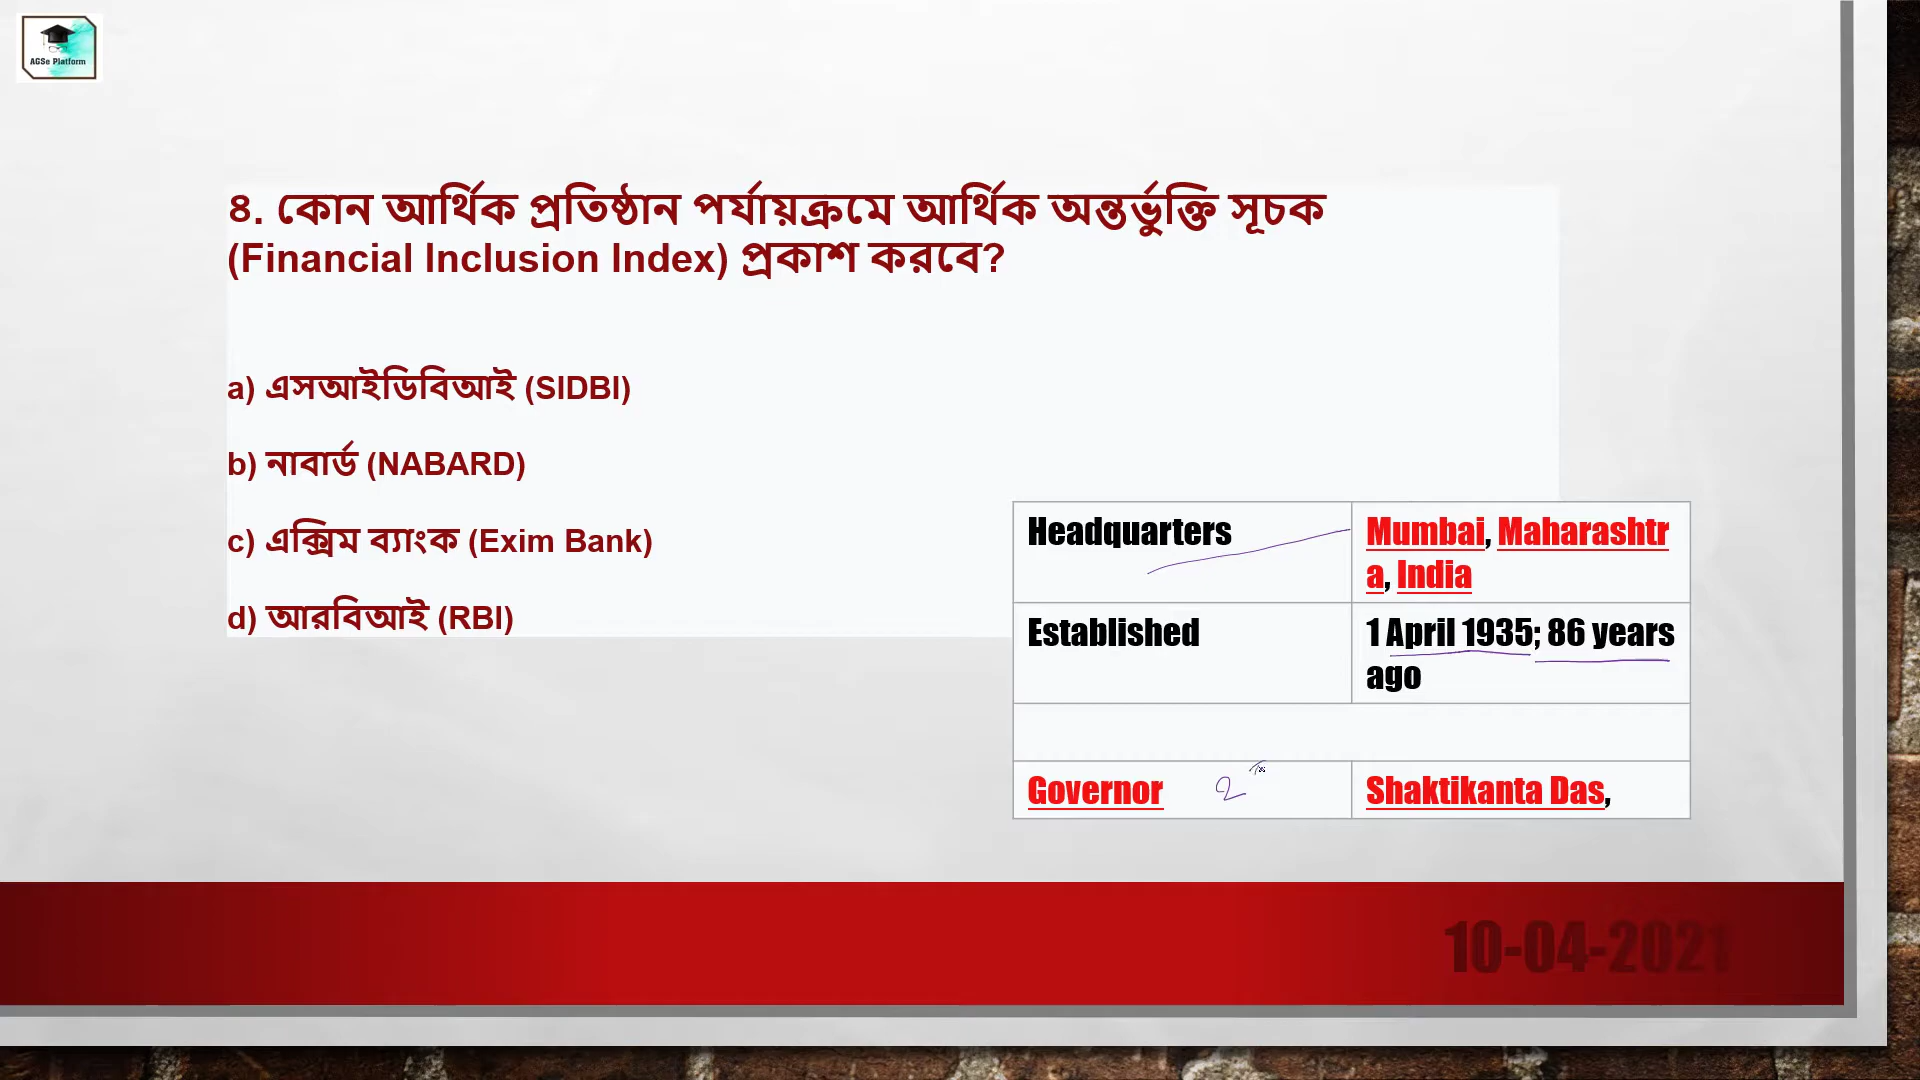 AGSe Platform
৪. কোন আর্থিক প্রতিষ্ঠান পর্যায়ক্রমে আর্থিক অন্তর্ভুক্তি সূচক
(Financial Inclusion Index) প্রকাশ করবে?
a) এসআইডিবিআই (SIDBI)
b) নাবার্ড (NABARD)
c) এক্সিম ব্যাংক (Exim Bank)
d) আরবিআই (RBI)
Headquarters
Mumbai, Maharashtr
a, India
Established
1 April 1935; 86 years
ago
Governor
2
Shaktikanta Das,
10-04-2021